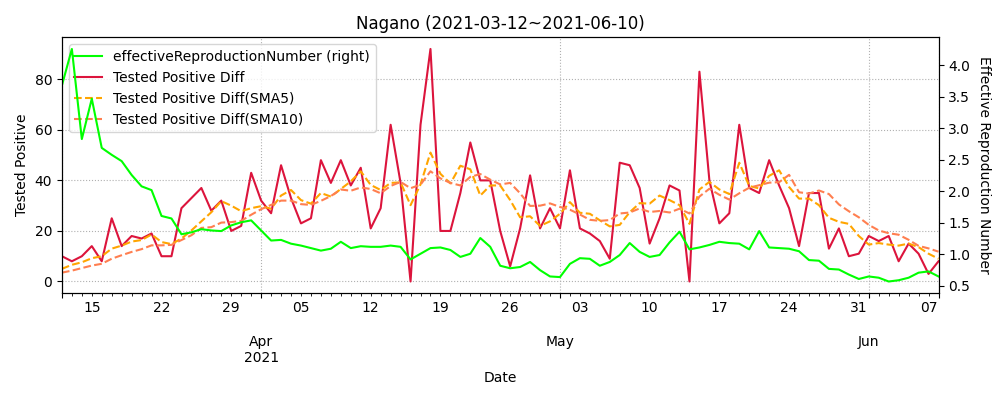 Nagano (2021-03-12~2021-06-10)
effectiveReproductionNumber (right)
Tested Positive Diff
Tested Positive Diff(SMA5)
Tested Positive Diff(SMA10)
Tested Positive
80
60
40
20
0
4.0
3.5
3.0
2.5
2.0
1.5
1.0
0.5
Effective Reproduction Number
15 22 29 05 12 19 26 03 10 17 24 31 07
Apr May Jun
2021
Date